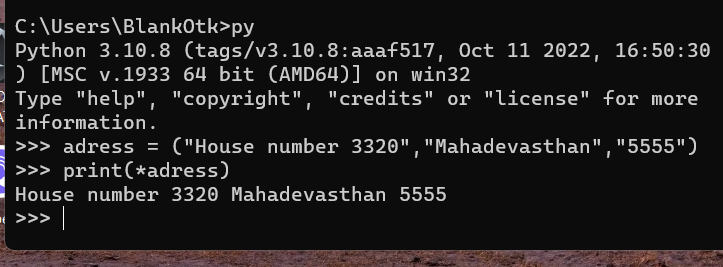 C:\Users\BlankOtk>py
Python 3.10.8 (tags/v3.10.8:aaaf517, Oct 11 2022, 16:50:30
) [MSC v.1933 64 bit (AMD64)] on win32
Type "help", "copyright", "credits" or "license" for more
information.
>>> adress = ("House number 3320","Mahadevasthan","5555")
>>> print(*adress)
House number 3320 Mahadevasthan 5555
>>>